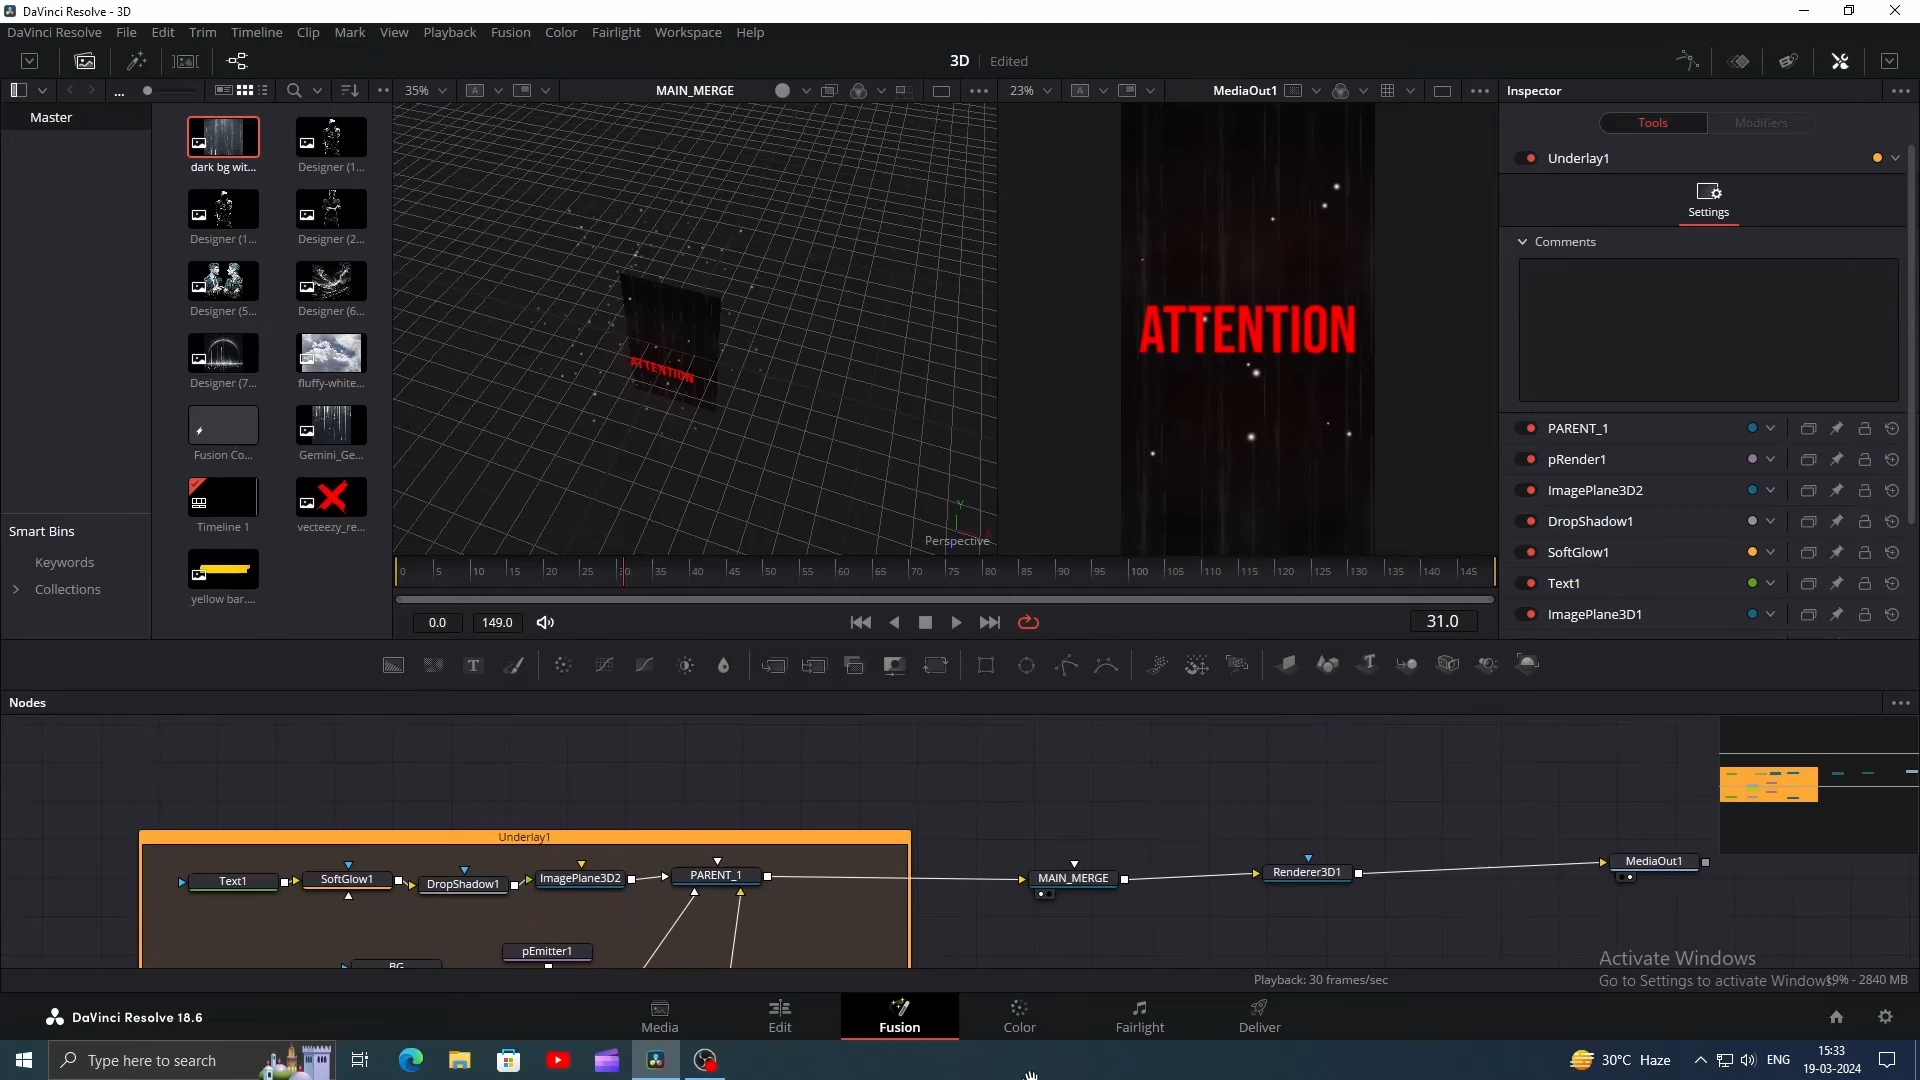 DaVinci Resolve - 3D
DaVinci Resolve File Edit Trim Timeline Clip Mark View Playback Fusion Color Fairlight Workspace Help
3D Edited
... 35% MAIN_MERGE 23% MediaOut1 Inspector
Master
dark bg wit... Designer (1...
Designer (1... Designer (2...
Designer (5... Designer (6...
Designer (7... fluffy-white...
Fusion Co... Gemini_Ge...
Timeline 1 vecteezy_re...
yellow bar....
Smart Bins
Keywords
Collections
ATTENTION
Y
Perspective
ATTENTION
Tools Modifiers
Underlay1
Settings
Comments
PARENT_1
pRender1
ImagePlane3D2
DropShadow1
SoftGlow1
Text1
ImagePlane3D1
0 5 10 15 20 25 30 35 40 45 50 55 60 65 70 75 80 85 90 95 100 105 110 115 120 125 130 135 140 145
0.0 149.0 31.0
Nodes
Underlay1
Text1 SoftGlow1 DropShadow1 ImagePlane3D2 PARENT_1 MAIN_MERGE Renderer3D1 MediaOut1
pEmitter1
BG
Activate Windows
Go to Settings to activate Windows.
Playback: 30 frames/sec 19% - 2840 MB
DaVinci Resolve 18.6
Media Edit Fusion Color Fairlight Deliver
Type here to search
30°C Haze ENG 15:33
19-03-2024